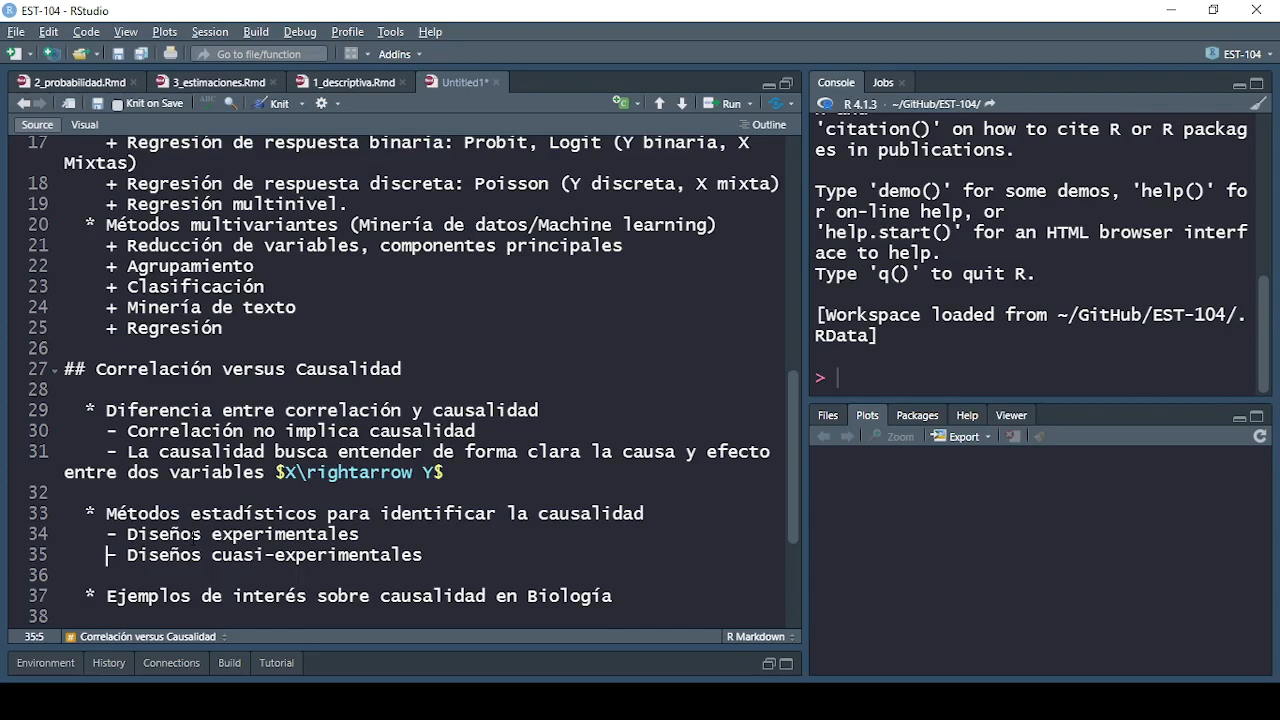 EST-104 - RStudio
File Edit Code View Plots Session Build Debug Profile Tools Help
Go to file/function Addins EST-104
2_probabilidad.Rmd 3_estimaciones.Rmd 1_descriptiva.Rmd Untitled1*
Knit on Save ABC Knit Run
Source Visual Outline
17 + Regresión de respuesta binaria: Probit, Logit (Y binaria, X
Mixtas)
18 + Regresión de respuesta discreta: Poisson (Y discreta, X mixta)
19 + Regresión multinivel.
20 * Métodos multivariantes (Minería de datos/Machine learning)
21 + Reducción de variables, componentes principales
22 + Agrupamiento
23 + Clasificación
24 + Minería de texto
25 + Regresión
26
27 ## Correlación versus Causalidad
28
29 * Diferencia entre correlación y causalidad
30 - Correlación no implica causalidad
31 - La causalidad busca entender de forma clara la causa y efecto
entre dos variables $X\rightarrow Y$
32
33 * Métodos estadísticos para identificar la causalidad
34 - Diseños experimentales
35 - Diseños cuasi-experimentales
36
37 * Ejemplos de interés sobre causalidad en Biología
38
35:5 # Correlación versus Causalidad R Markdown
Environment History Connections Build Tutorial
Console Jobs
R 4.1.3 · ~/GitHub/EST-104/
'citation()' on how to cite R or R packag
es in publications.
Type 'demo()' for some demos, 'help()' fo
r on-line help, or
'help.start()' for an HTML browser interf
ace to help.
Type 'q()' to quit R.
[Workspace loaded from ~/GitHub/EST-104/.
RData]
>
Files Plots Packages Help Viewer
Zoom Export